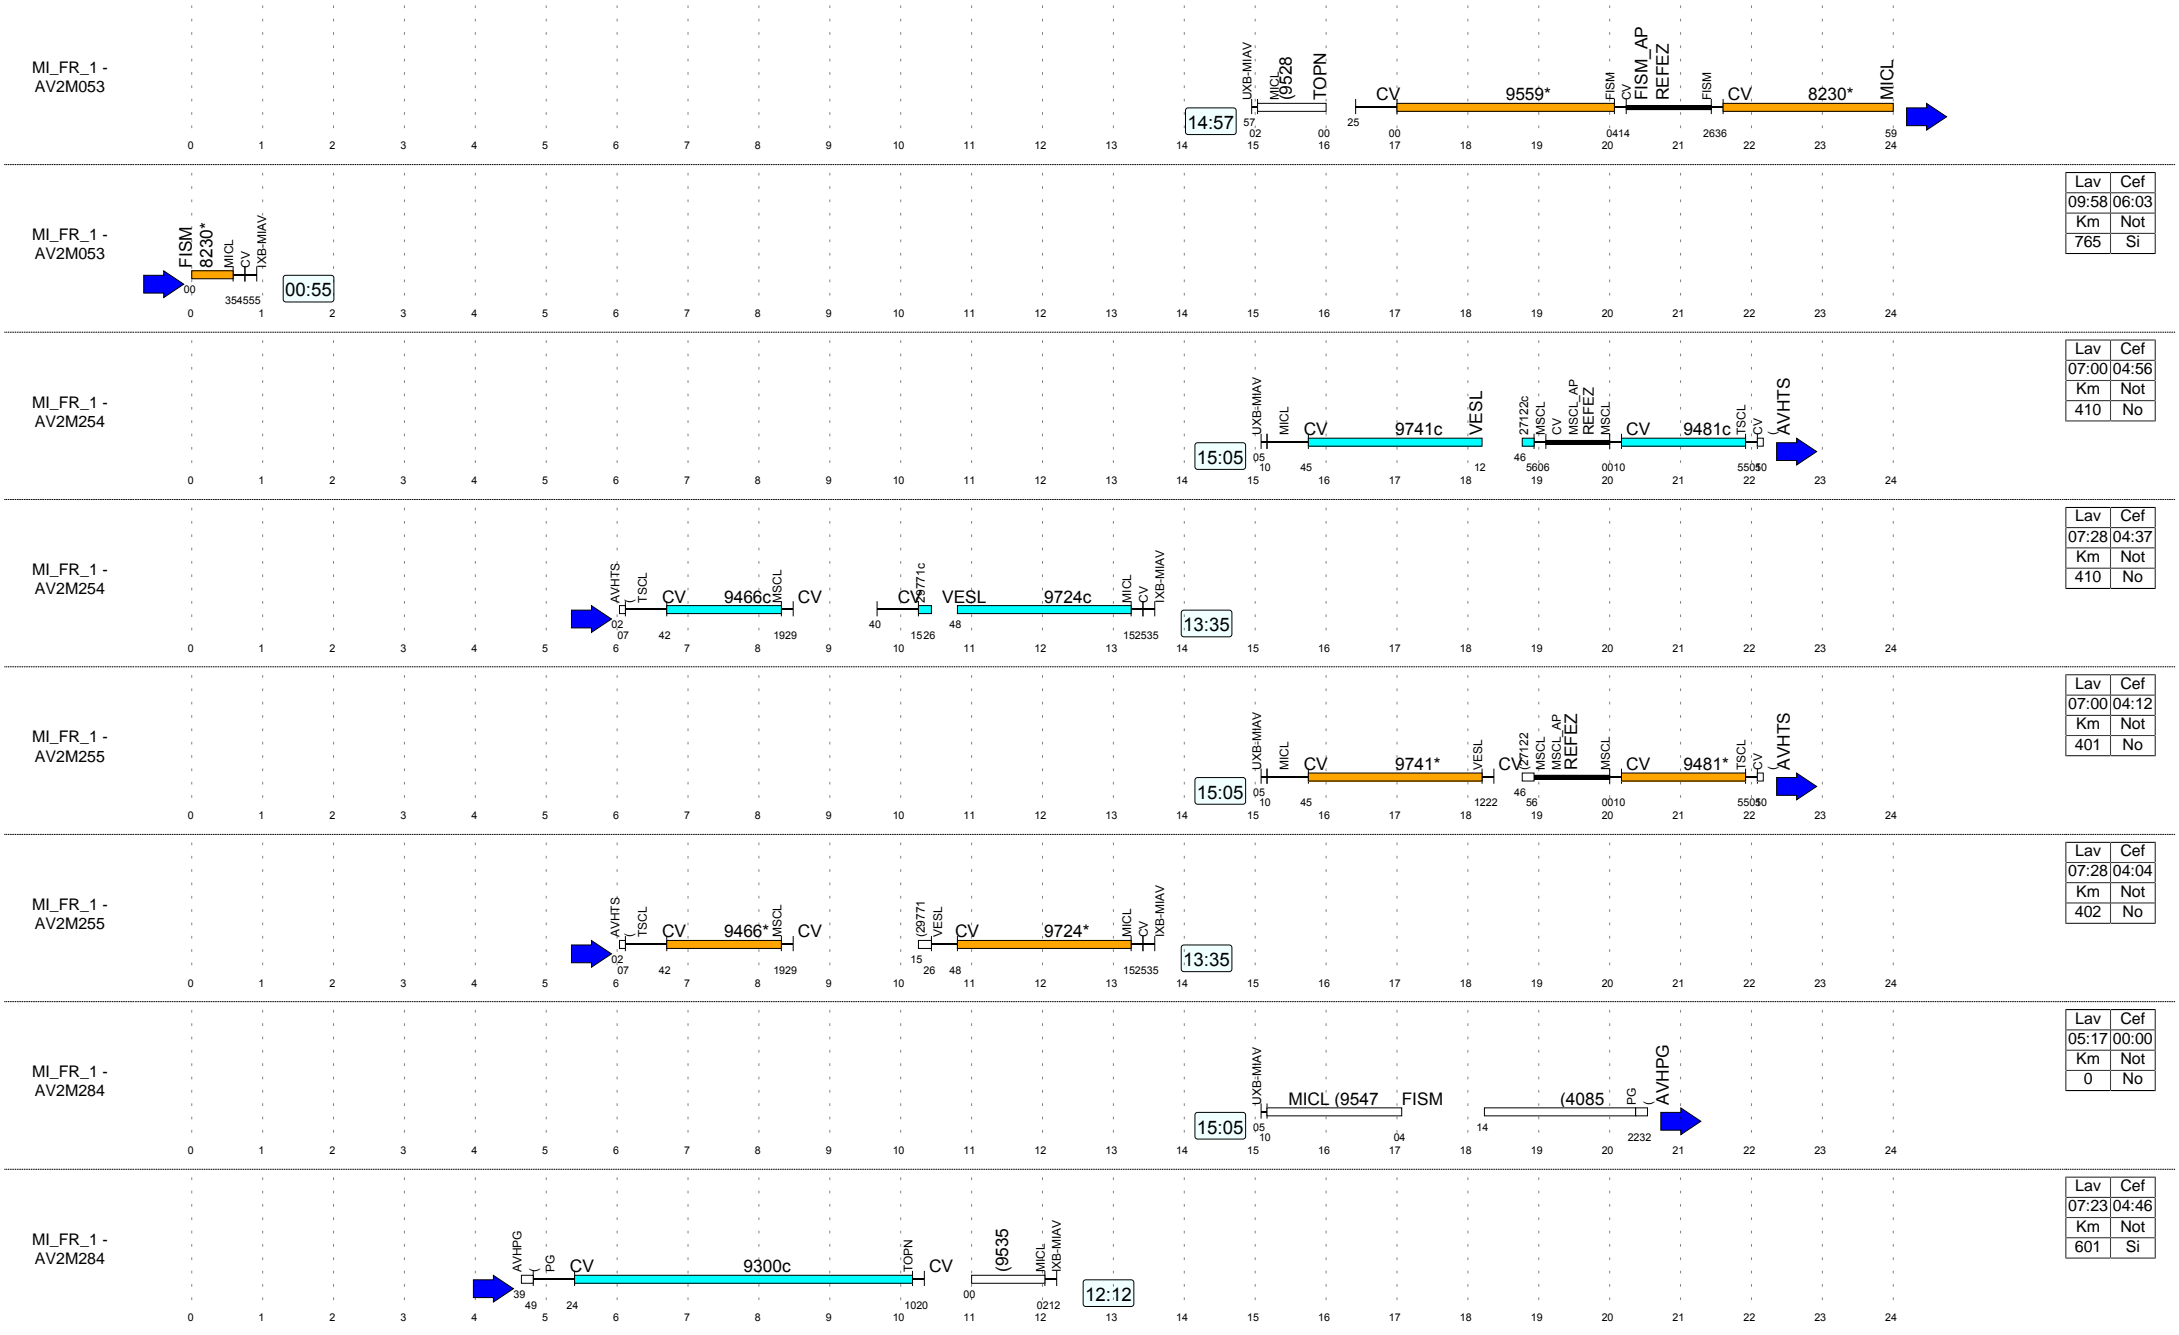 MI_FR_1 -
AV2M053
14:57
UXB-MIAV
MICL
(9528
TOPN
CV
9559*
FISM
CV
FISM_AP
REFEZ
FISM
CV
8230*
MICL
57
02 00 25 00 0414 2636 59
0 1 2 3 4 5 6 7 8 9 10 11 12 13 14 15 16 17 18 19 20 21 22 23 24
MI_FR_1 -
AV2M053
FISM
8230*
MICL
CV
IXB-MIAV
00:55
00
354555
0 1 2 3 4 5 6 7 8 9 10 11 12 13 14 15 16 17 18 19 20 21 22 23 24
Lav Cef
09:58 06:03
Km Not
765 Si
MI_FR_1 -
AV2M254
15:05
UXB-MIAV
MICL
CV
9741c
VESL
27122c
MSCL
CV
MSCL_AP
REFEZ
MSCL
CV
9481c
TSCL
CV
(
AVHTS
05 46
10 45 12 5606 0010
0 1 2 3 4 5 6 7 8 9 10 11 12 13 14 15 16 17 18 19 20 21 22 23 24
Lav Cef
07:00 04:56
Km Not
410 No
MI_FR_1 -
AV2M254
AVHTS
(
TSCL
CV
9466c
MSCL
CV
CV
29771c
VESL
9724c
MICL
CV
IXB-MIAV
13:35
02 40 48
07 42 1929 1526 152535
0 1 2 3 4 5 6 7 8 9 10 11 12 13 14 15 16 17 18 19 20 21 22 23 24
Lav Cef
07:28 04:37
Km Not
410 No
MI_FR_1 -
AV2M255
15:05
UXB-MIAV
MICL
CV
9741*
VESL
CV
(27122
MSCL
MSCL_AP
REFEZ
MSCL
CV
9481*
TSCL
CV
(
AVHTS
05 46
10 45 1222 56 0010
0 1 2 3 4 5 6 7 8 9 10 11 12 13 14 15 16 17 18 19 20 21 22 23 24
Lav Cef
07:00 04:12
Km Not
401 No
MI_FR_1 -
AV2M255
AVHTS
(
TSCL
CV
9466*
MSCL
CV
(29771
VESL
CV
9724*
MICL
CV
IXB-MIAV
13:35
02 15
07 42 1929 26 48 152535
0 1 2 3 4 5 6 7 8 9 10 11 12 13 14 15 16 17 18 19 20 21 22 23 24
Lav Cef
07:28 04:04
Km Not
402 No
MI_FR_1 -
AV2M284
15:05
UXB-MIAV
MICL (9547 FISM
(4085
PG
(
AVHPG
05 14
10 04 2232
0 1 2 3 4 5 6 7 8 9 10 11 12 13 14 15 16 17 18 19 20 21 22 23 24
Lav Cef
05:17 00:00
Km Not
0 No
MI_FR_1 -
AV2M284
AVHPG
(
PG
CV
9300c
TOPN
CV
(9535
MICL
IXB-MIAV
12:12
39 00
49 24 1020 0212
0 1 2 3 4 5 6 7 8 9 10 11 12 13 14 15 16 17 18 19 20 21 22 23 24
Lav Cef
07:23 04:46
Km Not
601 Si